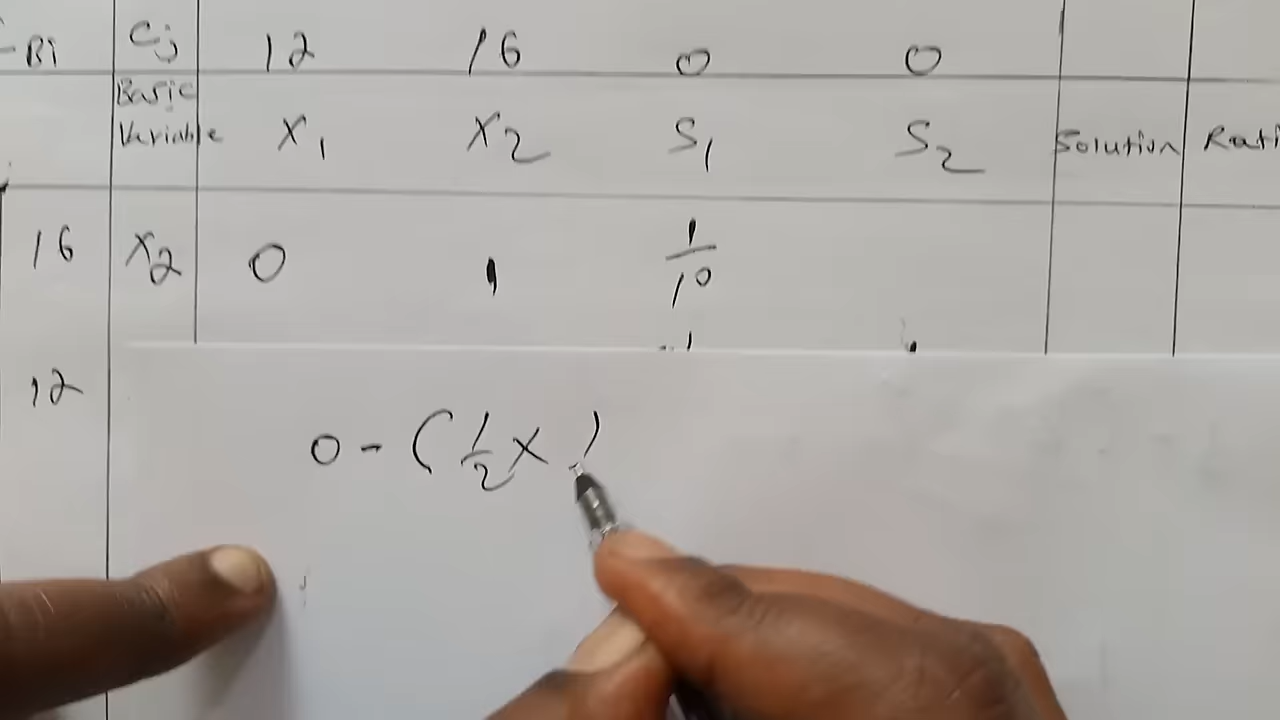 -Bi Cj 12 16 0 0
Basic
Variable X1 X2 S1 S2 Solution Rati
16 X2 0 1 1/10
12
0 - ( 1/2 X 1